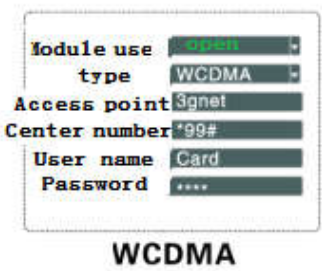 Module use open
type WCDMA
Access point 3gnet
Center number *99#
User name Card
Password ****
WCDMA